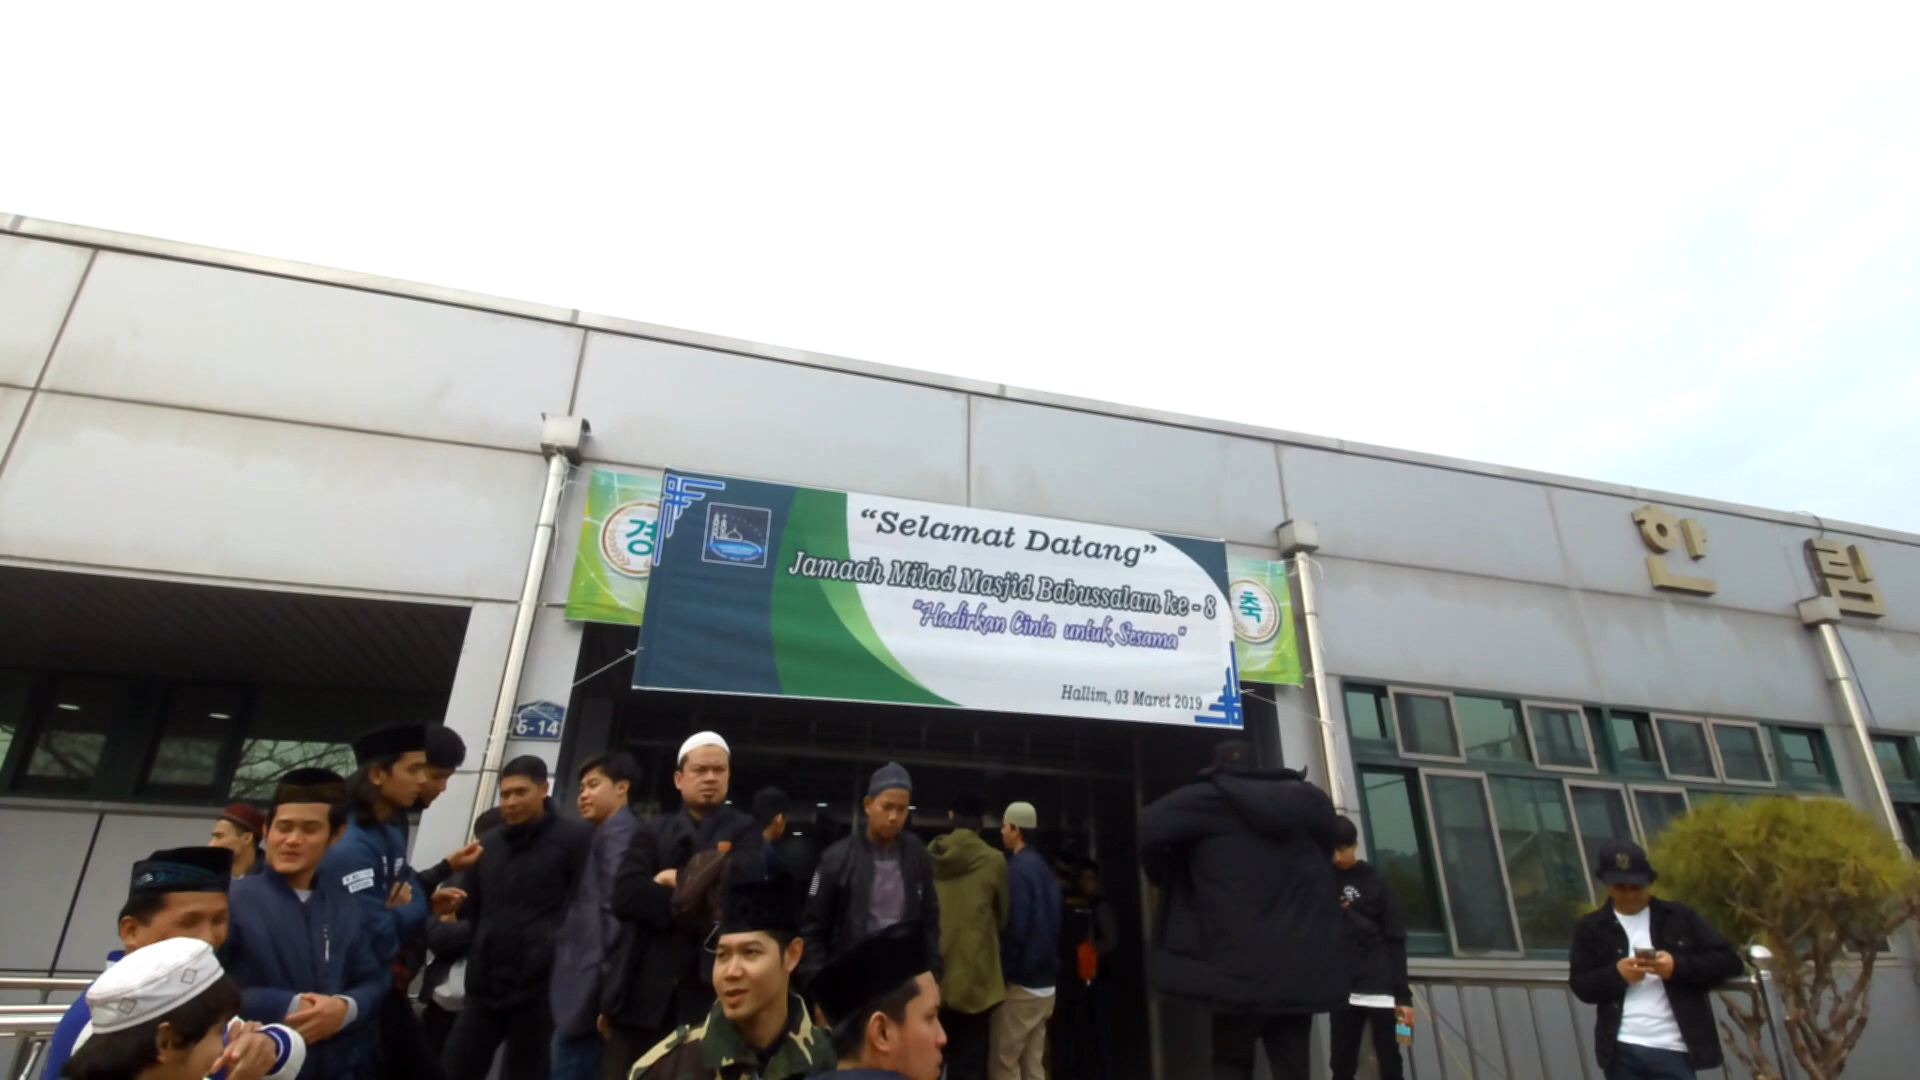 경
"Selamat Datang"
Jamaah Milad Masjid Babussalam ke - 8
"Hadirkan Cinta untuk Sesama"
Hallim, 03 Maret 2019
축
한림
6-14